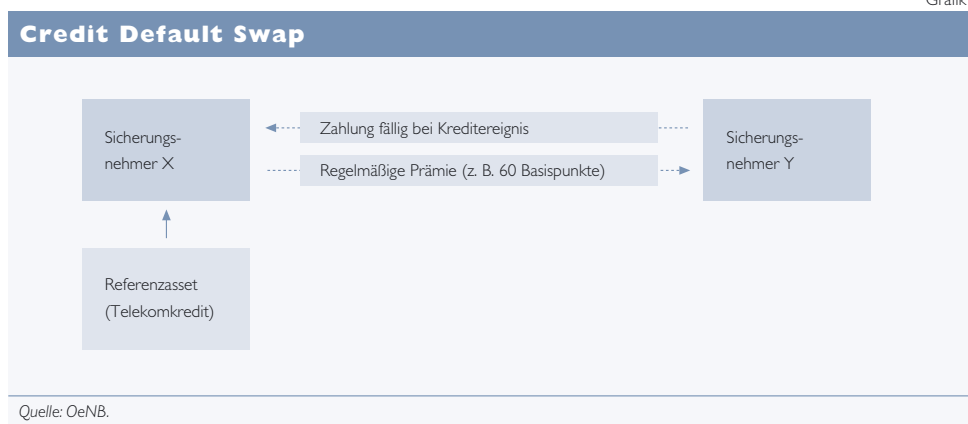 Grafik
Credit Default Swap
Sicherungs-
nehmer X
Zahlung fällig bei Kreditereignis
Regelmäßige Prämie (z. B. 60 Basispunkte)
Sicherungs-
nehmer Y
Referenzasset
(Telekomkredit)
Quelle: OeNB.